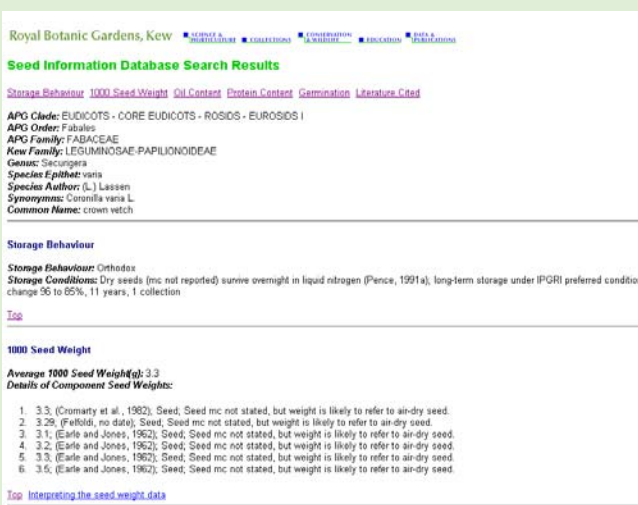 Royal Botanic Gardens, Kew SCIENCE & HORTICULTURE COLLECTIONS CONSERVATION & WILDLIFE EDUCATION DATA & PUBLICATIONS
Seed Information Database Search Results
Storage Behaviour 1000 Seed Weight Oil Content Protein Content Germination Literature Cited
APG Clade: EUDICOTS - CORE EUDICOTS - ROSIDS - EUROSIDS I
APG Order: Fabales
APG Family: FABACEAE
Kew Family: LEGUMINOSAE-PAPILIONOIDEAE
Genus: Securigera
Species Epithet: varia
Species Author: (L.) Lassen
Synonymns: Coronilla varia L.
Common Name: crown vetch
Storage Behaviour
Storage Behaviour: Orthodox
Storage Conditions: Dry seeds (mc not reported) survive overnight in liquid nitrogen (Pence, 1991a); long-term storage under IPGRI preferred conditio
change 96 to 85%, 11 years, 1 collection
Top
1000 Seed Weight
Average 1000 Seed Weight(g): 3.3
Details of Component Seed Weights:
1. 3.3; (Cromarty et al., 1982); Seed; Seed mc not stated, but weight is likely to refer to air-dry seed.
2. 3.29; (Felfoldi, no date); Seed; Seed mc not stated, but weight is likely to refer to air-dry seed.
3. 3.1; (Earle and Jones, 1962); Seed; Seed mc not stated, but weight is likely to refer to air-dry seed.
4. 3.2; (Earle and Jones, 1962); Seed; Seed mc not stated, but weight is likely to refer to air-dry seed.
5. 3.3; (Earle and Jones, 1962); Seed; Seed mc not stated, but weight is likely to refer to air-dry seed.
6. 3.5; (Earle and Jones, 1962); Seed; Seed mc not stated, but weight is likely to refer to air-dry seed.
Top Interpreting the seed weight data